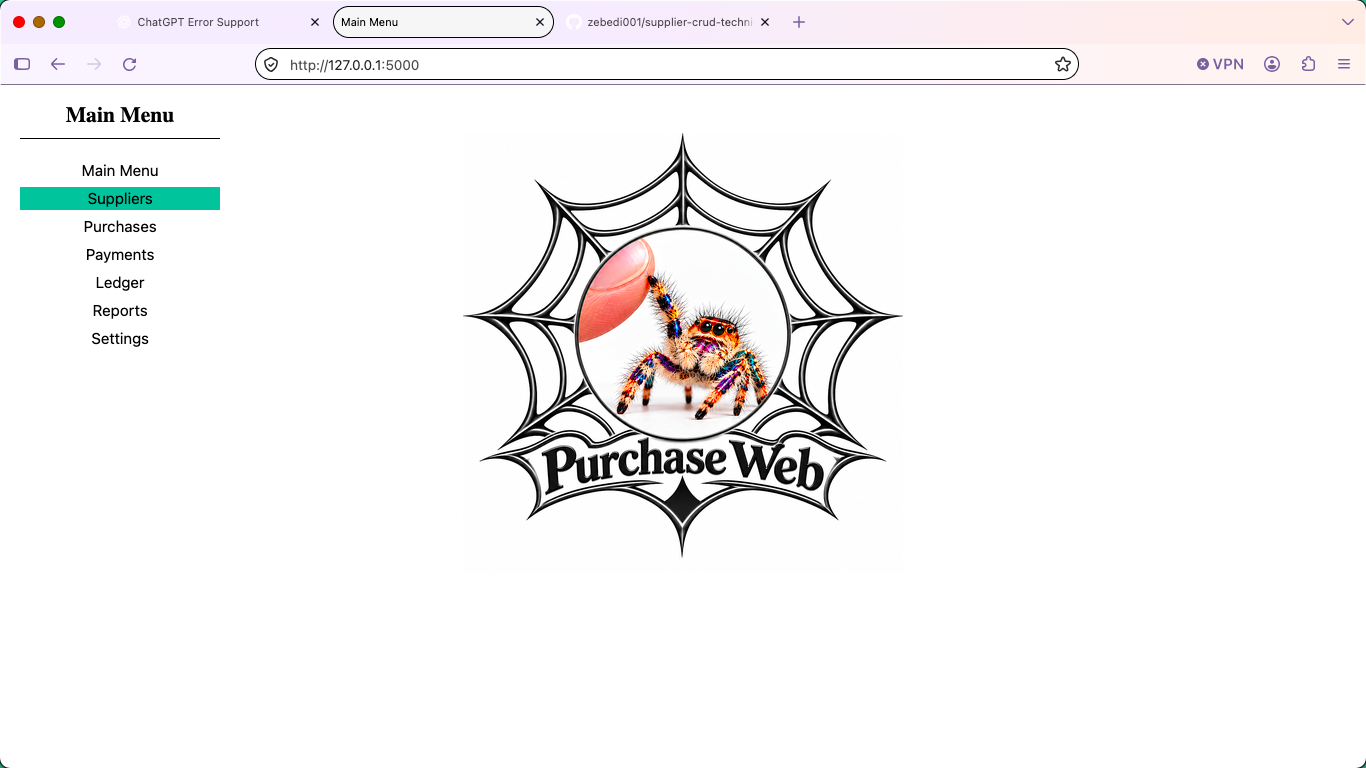 ChatGPT Error Support
Main Menu
zebedi001/supplier-crud-techni
http://127.0.0.1:5000
VPN
Main Menu
Main Menu
Suppliers
Purchases
Payments
Ledger
Reports
Settings
Purchase Web